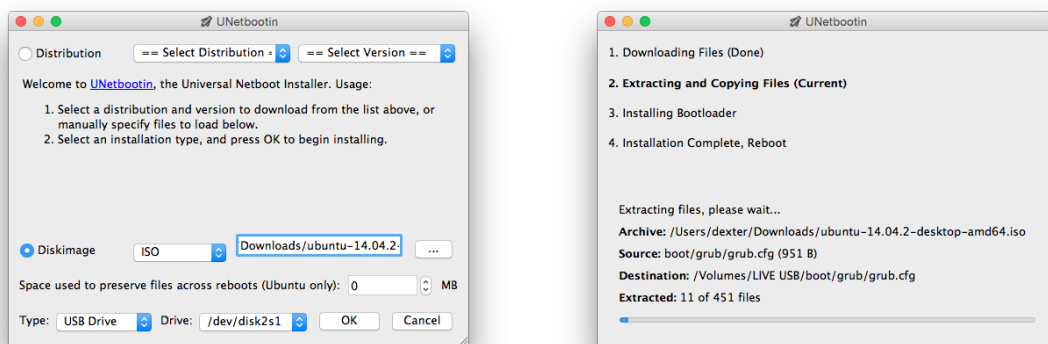 UNetbootin
Distribution == Select Distribution = == Select Version ==
Welcome to UNetbootin, the Universal Netboot Installer. Usage:
1. Select a distribution and version to download from the list above, or
manually specify files to load below.
2. Select an installation type, and press OK to begin installing.
Diskimage ISO Downloads/ubuntu-14.04.2- ...
Space used to preserve files across reboots (Ubuntu only): 0 MB
Type: USB Drive Drive: /dev/disk2s1 OK Cancel
UNetbootin
1. Downloading Files (Done)
2. Extracting and Copying Files (Current)
3. Installing Bootloader
4. Installation Complete, Reboot
Extracting files, please wait...
Archive: /Users/dexter/Downloads/ubuntu-14.04.2-desktop-amd64.iso
Source: boot/grub/grub.cfg (951 B)
Destination: /Volumes/LIVE USB/boot/grub/grub.cfg
Extracted: 11 of 451 files